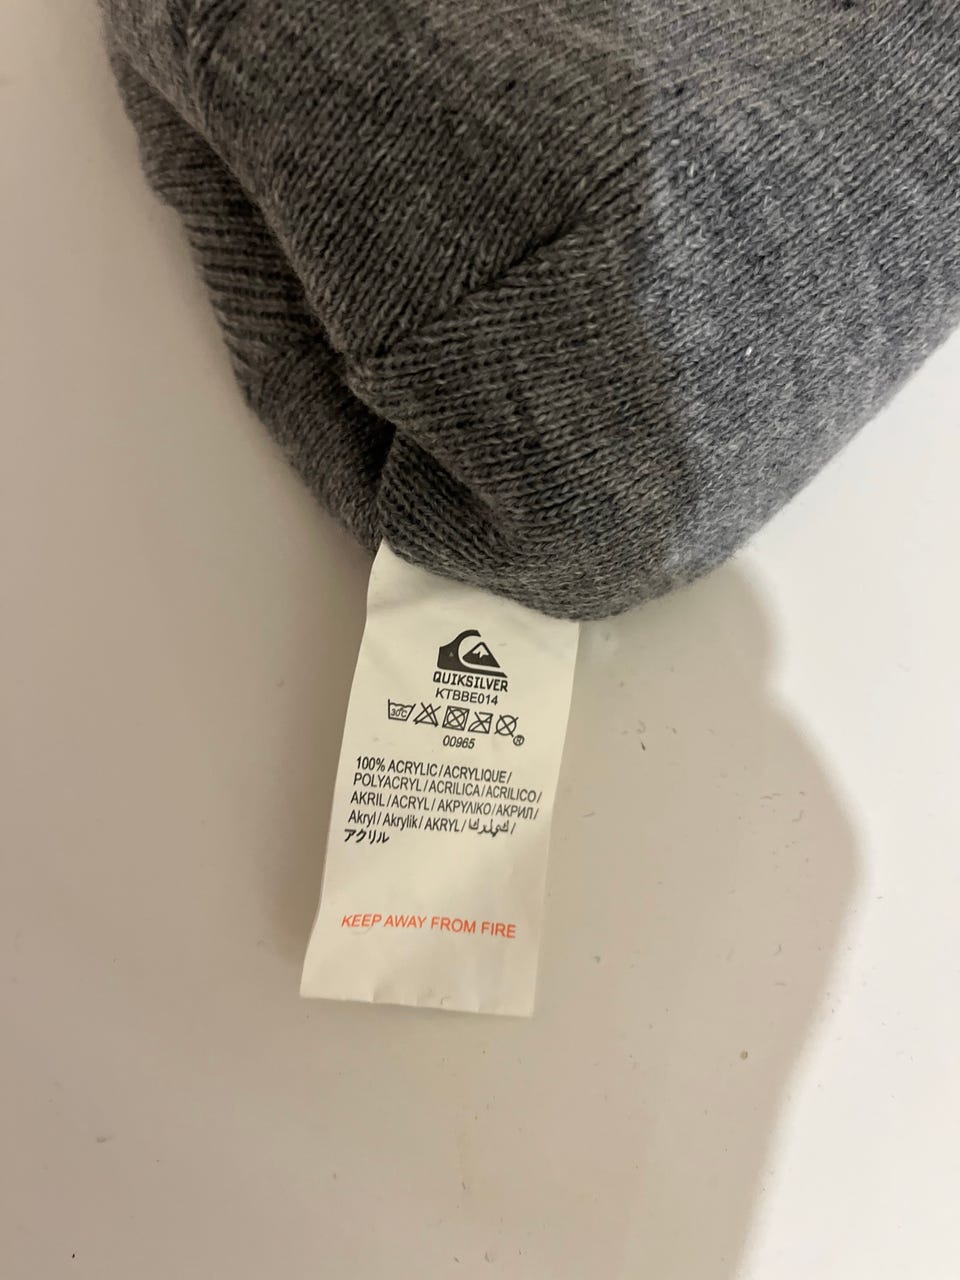 QUIKSILVER
KTBBE014
30°C
00965
100% ACRYLIC/ACRYLIQUE/
POLYACRYL/ACRILICA/ACRILICO/
AKRIL/ACRYL/ΑΚΡΥΛΙΚΟ/АКРИЛ/
Akryl/Akrylik/AKRYL/
アクリル
KEEP AWAY FROM FIRE